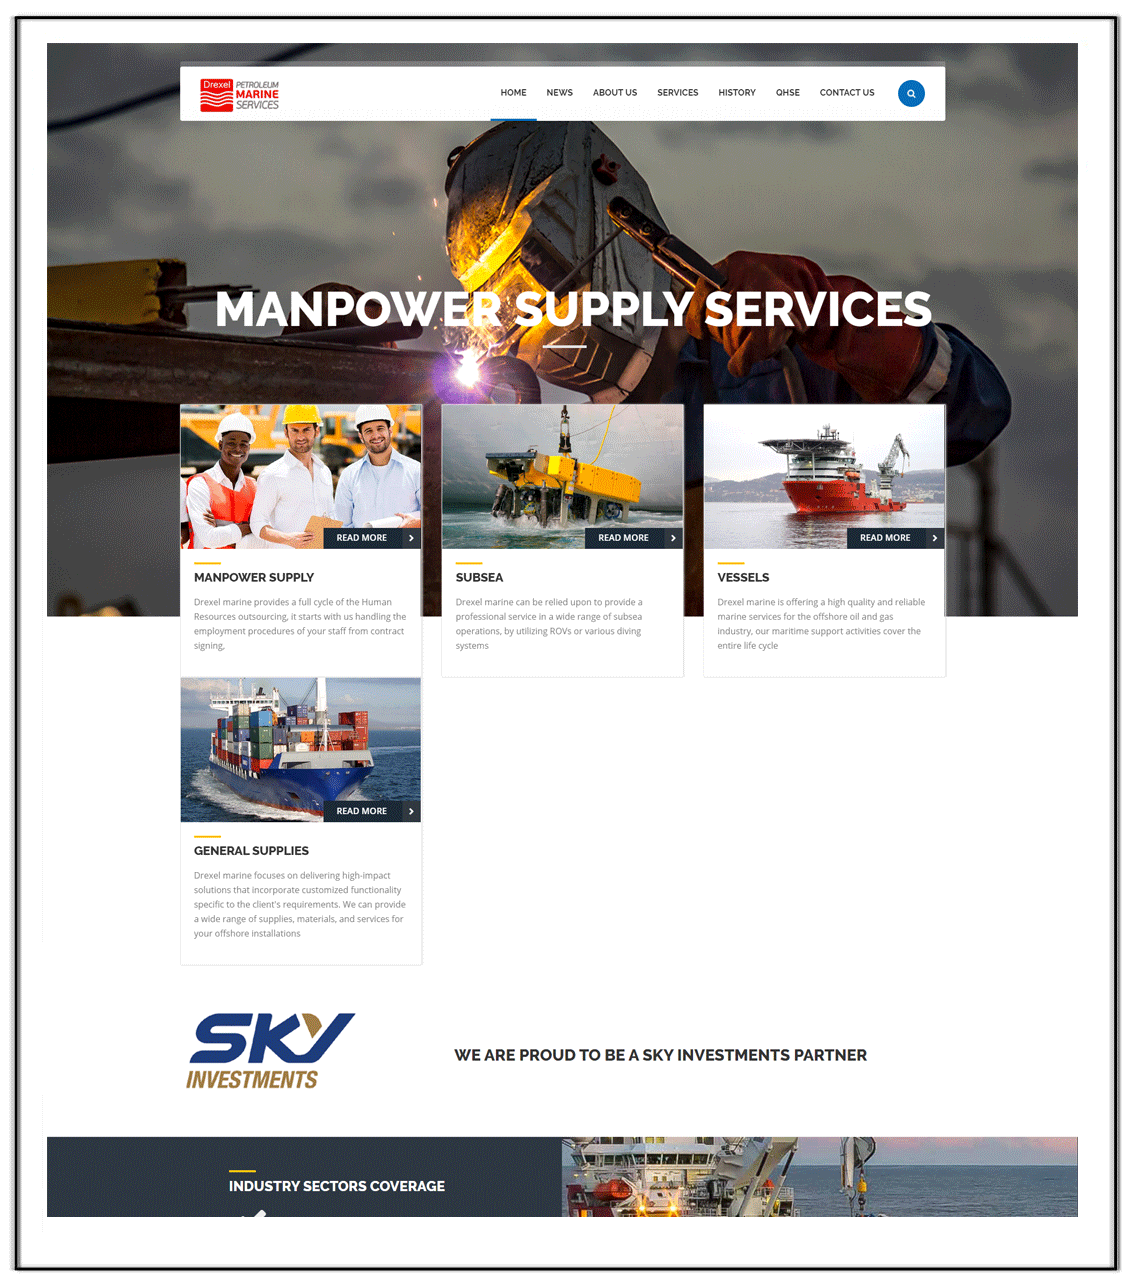 Drexel PETROLEUM
MARINE
SERVICES
HOME NEWS ABOUT US SERVICES HISTORY QHSE CONTACT US
MANPOWER SUPPLY SERVICES
READ MORE
MANPOWER SUPPLY
Drexel marine provides a full cycle of the Human
Resources outsourcing, it starts with us handling the
employment procedures of your staff from contract
signing,
READ MORE
SUBSEA
Drexel marine can be relied upon to provide a
professional service in a wide range of subsea
operations, by utilizing ROVs or various diving
systems
READ MORE
VESSELS
Drexel marine is offering a high quality and reliable
marine services for the offshore oil and gas
industry, our maritime support activities cover the
entire life cycle
READ MORE
GENERAL SUPPLIES
Drexel marine focuses on delivering high-impact
solutions that incorporate customized functionality
specific to the client's requirements. We can provide
a wide range of supplies, materials, and services for
your offshore installations
SKY
INVESTMENTS
WE ARE PROUD TO BE A SKY INVESTMENTS PARTNER
INDUSTRY SECTORS COVERAGE